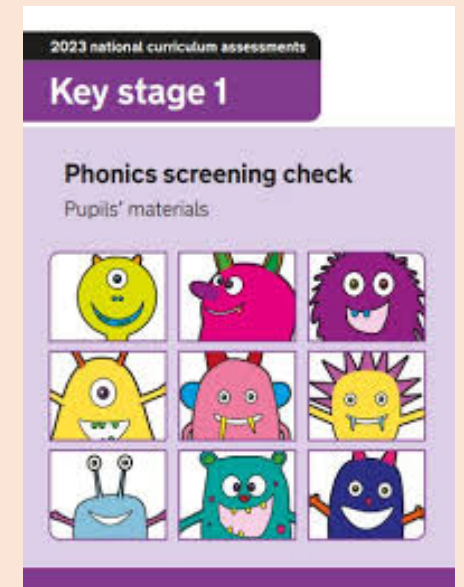 2023 national curriculum assessments
Key stage 1
Phonics screening check
Pupils' materials